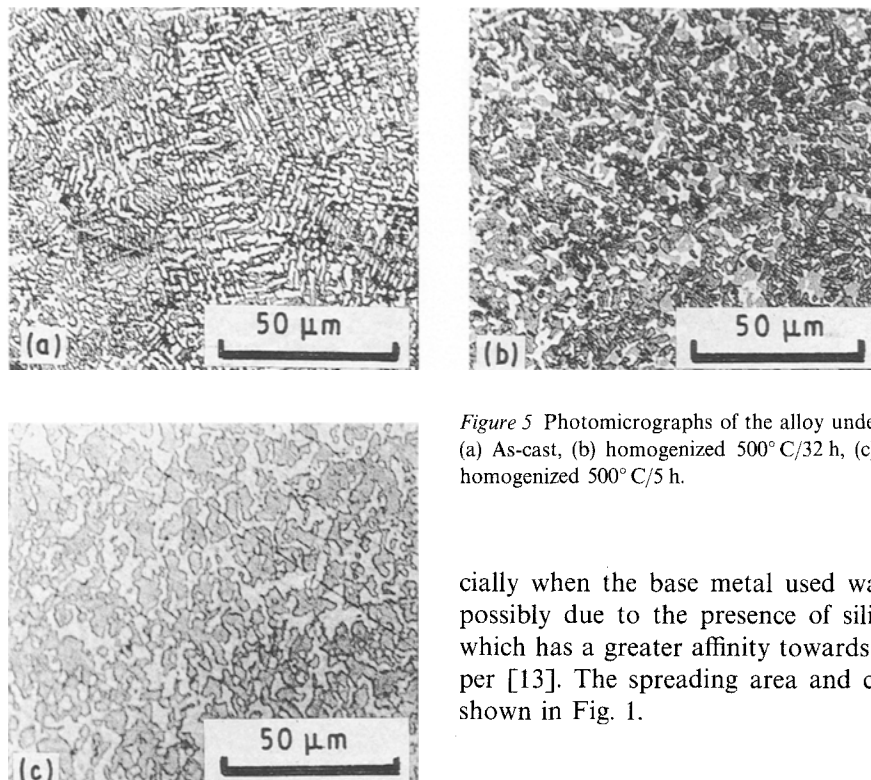 50 µm
(a)
50 µm
(b)
Figure 5 Photomicrographs of the alloy unde
(a) As-cast, (b) homogenized 500° C/32 h, (c
homogenized 500° C/5 h.
50 µm
(c)
cially when the base metal used wa
possibly due to the presence of sili
which has a greater affinity towards
per [13]. The spreading area and c
shown in Fig. 1.